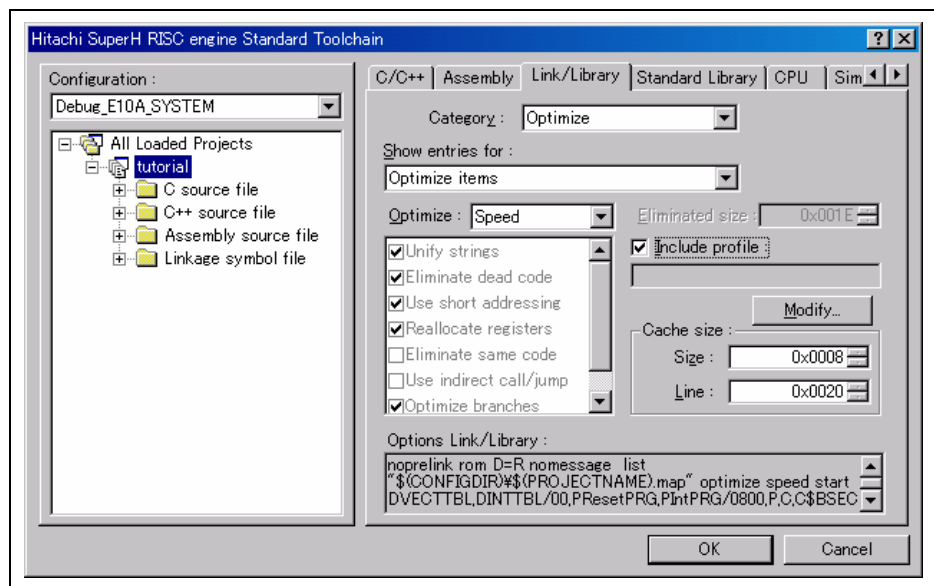 Hitachi SuperH RISC engine Standard Toolchain
Configuration :
Debug_E10A_SYSTEM
All Loaded Projects
tutorial
C source file
C++ source file
Assembly source file
Linkage symbol file
C/C++ Assembly Link/Library Standard Library CPU Sim
Category : Optimize
Show entries for :
Optimize items
Optimize : Speed
Eliminated size : 0x001E
Unify strings
Eliminate dead code
Use short addressing
Reallocate registers
Eliminate same code
Use indirect call/jump
Optimize branches
Include profile :
Modify...
Cache size :
Size : 0x0008
Line : 0x0020
Options Link/Library :
noprelink rom D=R nomessage list
"$(CONFIGDIR)¥$(PROJECTNAME).map" optimize speed start
DVECTTBL,DINTTBL/00,PResetPRG,PIntPRG/0800,P,C,C$BSEC
OK Cancel